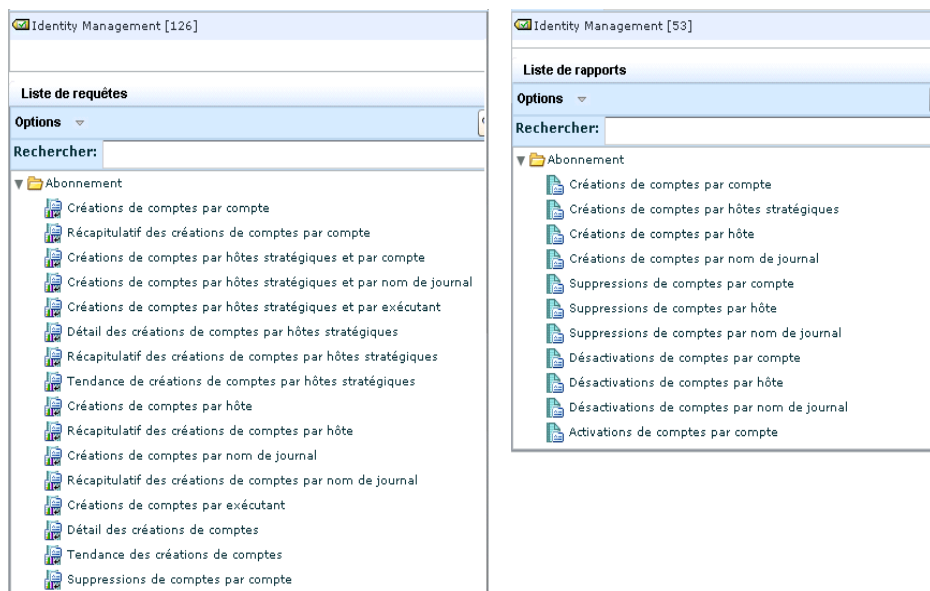 Identity Management [126]
Liste de requêtes
Options
Rechercher:
Abonnement
Créations de comptes par compte
Récapitulatif des créations de comptes par compte
Créations de comptes par hôtes stratégiques et par compte
Créations de comptes par hôtes stratégiques et par nom de journal
Créations de comptes par hôtes stratégiques et par exécutant
Détail des créations de comptes par hôtes stratégiques
Récapitulatif des créations de comptes par hôtes stratégiques
Tendance de créations de comptes par hôtes stratégiques
Créations de comptes par hôte
Récapitulatif des créations de comptes par hôte
Créations de comptes par nom de journal
Récapitulatif des créations de comptes par nom de journal
Créations de comptes par exécutant
Détail des créations de comptes
Tendance des créations de comptes
Suppressions de comptes par compte
Identity Management [53]
Liste de rapports
Options
Rechercher:
Abonnement
Créations de comptes par compte
Créations de comptes par hôtes stratégiques
Créations de comptes par hôte
Créations de comptes par nom de journal
Suppressions de comptes par compte
Suppressions de comptes par hôte
Suppressions de comptes par nom de journal
Désactivations de comptes par compte
Désactivations de comptes par hôte
Désactivations de comptes par nom de journal
Activations de comptes par compte